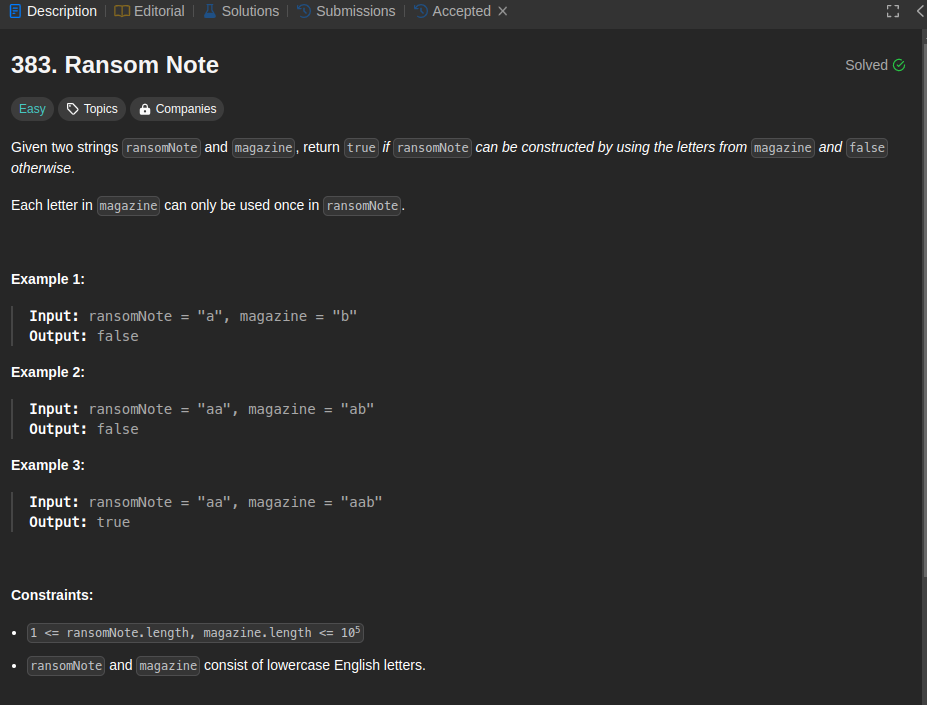 Description | Editorial | Solutions | Submissions | Accepted ×
383. Ransom Note
Solved
Easy Topics Companies
Given two strings ransomNote and magazine, return true if ransomNote can be constructed by using the letters from magazine and false
otherwise.
Each letter in magazine can only be used once in ransomNote.
Example 1:
Input: ransomNote = "a", magazine = "b"
Output: false
Example 2:
Input: ransomNote = "aa", magazine = "ab"
Output: false
Example 3:
Input: ransomNote = "aa", magazine = "aab"
Output: true
Constraints:
• 1 <= ransomNote.length, magazine.length <= 10⁵
• ransomNote and magazine consist of lowercase English letters.